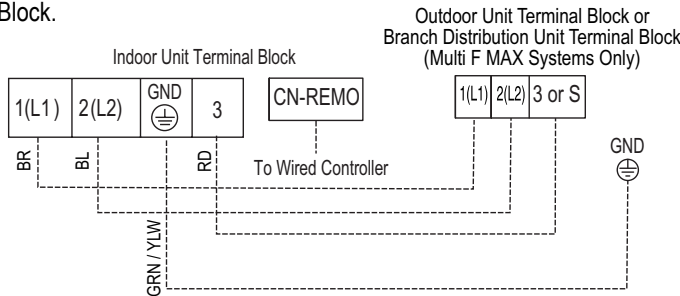 Block.
Outdoor Unit Terminal Block or
Branch Distribution Unit Terminal Block
(Multi F MAX Systems Only)
Indoor Unit Terminal Block
1(L1) 2(L2) GND 3
CN-REMO
1(L1) 2(L2) 3 or S
GND
BR BL RD
To Wired Controller
GRN / YLW